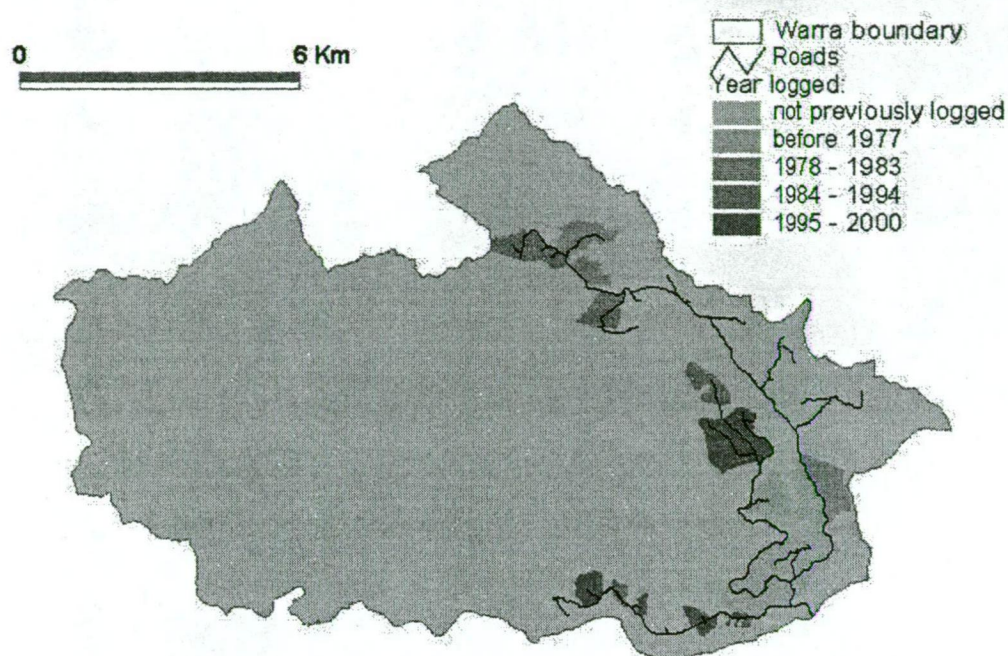 0 6 Km
Warra boundary
Roads
Year logged:
not previously logged
before 1977
1978 - 1983
1984 - 1994
1995 - 2000